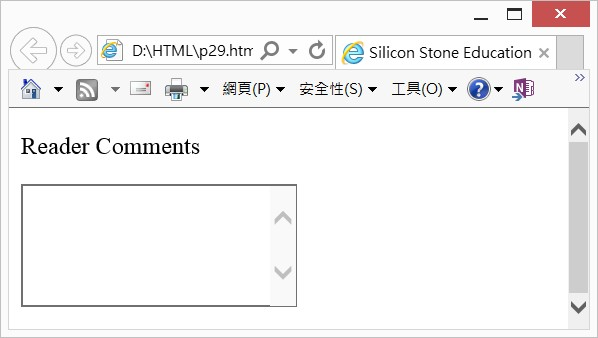 D:\HTML\p29.htm
Silicon Stone Education
網頁(P) 安全性(S) 工具(O)
Reader Comments